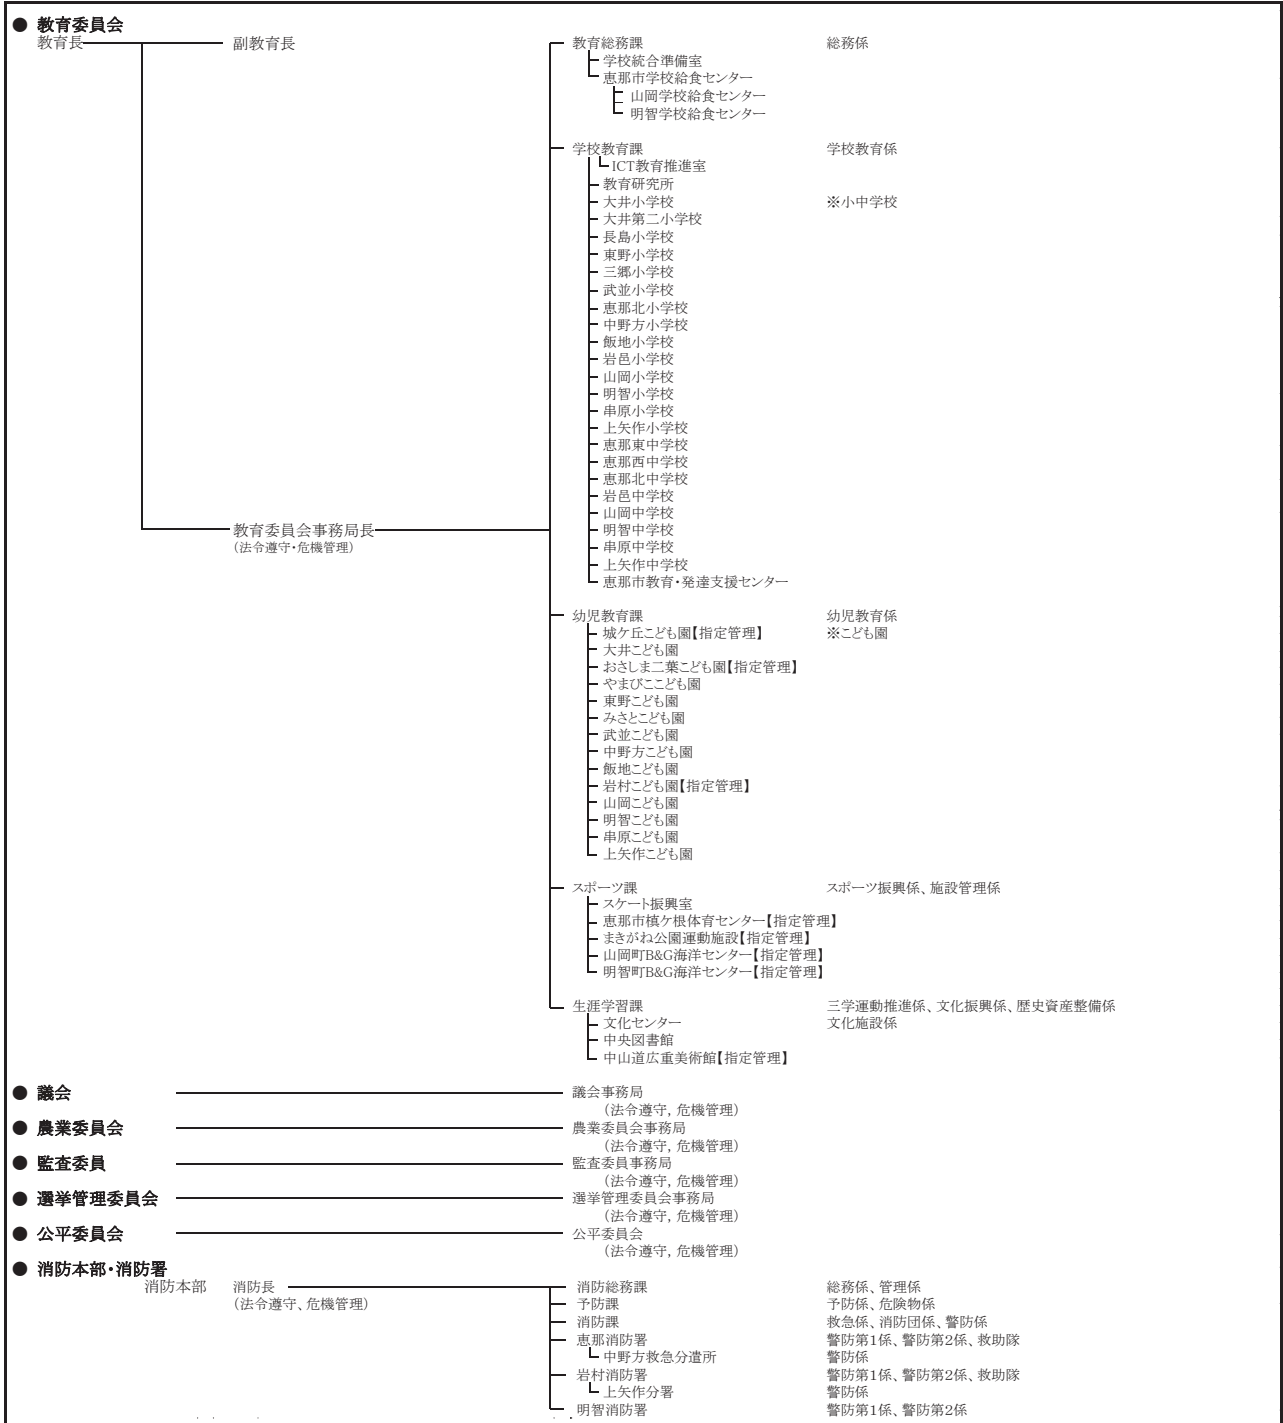 ● 教育委員会
教育長 副教育長 教育総務課 総務係
学校統合準備室
恵那市学校給食センター
山岡学校給食センター
明智学校給食センター
学校教育課 学校教育係
ICT教育推進室
教育研究所
大井小学校 ※小中学校
大井第二小学校
長島小学校
東野小学校
三郷小学校
武並小学校
恵那北小学校
中野方小学校
飯地小学校
岩邑小学校
山岡小学校
明智小学校
串原小学校
上矢作小学校
恵那東中学校
恵那西中学校
恵那北中学校
岩邑中学校
山岡中学校
教育委員会事務局長 明智中学校
(法令遵守・危機管理) 串原中学校
上矢作中学校
恵那市教育・発達支援センター
幼児教育課 幼児教育係
城ケ丘こども園【指定管理】 ※こども園
大井こども園
おさしま二葉こども園【指定管理】
やまびここども園
東野こども園
みさとこども園
武並こども園
中野方こども園
飯地こども園
岩村こども園【指定管理】
山岡こども園
明智こども園
串原こども園
上矢作こども園
スポーツ課 スポーツ振興係、施設管理係
スケート振興室
恵那市槙ケ根体育センター【指定管理】
まきがね公園運動施設【指定管理】
山岡町B&G海洋センター【指定管理】
明智町B&G海洋センター【指定管理】
生涯学習課 三学運動推進係、文化振興係、歴史資産整備係
文化センター 文化施設係
中央図書館
中山道広重美術館【指定管理】
● 議会 議会事務局
(法令遵守, 危機管理)
● 農業委員会 農業委員会事務局
(法令遵守, 危機管理)
● 監査委員 監査委員事務局
(法令遵守, 危機管理)
● 選挙管理委員会 選挙管理委員会事務局
(法令遵守, 危機管理)
● 公平委員会 公平委員会
(法令遵守, 危機管理)
● 消防本部・消防署
消防本部 消防長 消防総務課 総務係、管理係
(法令遵守、危機管理) 予防課 予防係、危険物係
消防課 救急係、消防団係、警防係
恵那消防署 警防第1係、警防第2係、救助隊
中野方救急分遣所 警防係
岩村消防署 警防第1係、警防第2係、救助隊
上矢作分署 警防係
明智消防署 警防第1係、警防第2係